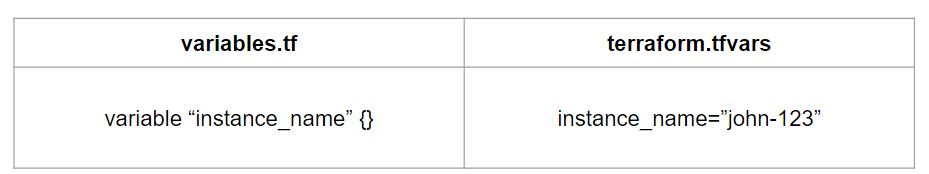 variables.tf
terraform.tfvars
variable “instance_name” {}
instance_name=”john-123”